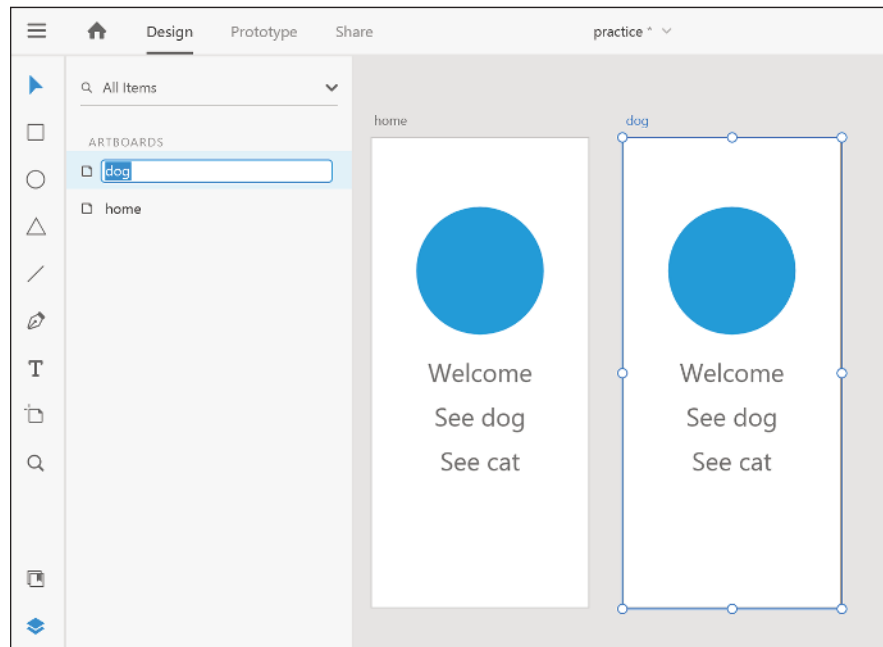 Design Prototype Share practice ^
All Items
ARTBOARDS
dog
home
home
Welcome
See dog
See cat
dog
Welcome
See dog
See cat